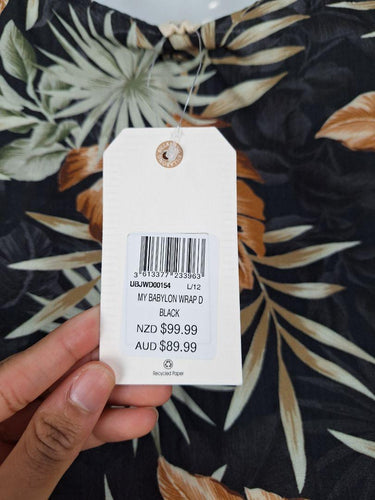 3 613377 233963
UBJWD00154 L/12
MY BABYLON WRAP D
BLACK
NZD $99.99
AUD $89.99
Recycled Paper